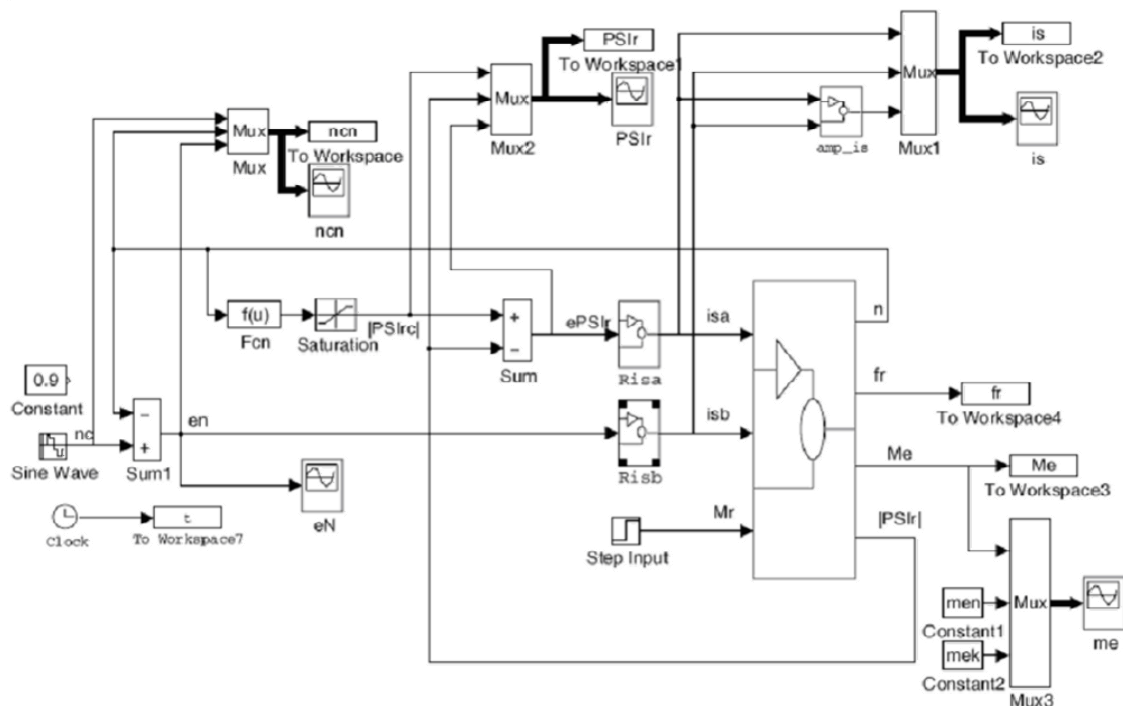 PSIr
To Workspace1
is
To Workspace2
Mux
Mux2
PSIr
Mux
Mux1
amp_is
is
Mux
Mux
ncn
To Workspace
ncn
f(u)
Fcn
Saturation
|PSIrc|
+
−
Sum
ePSIr
Risa
isa
n
fr
fr
To Workspace4
0.9
Constant
nc
Sine Wave
−
+
Sum1
en
eN
Risb
isb
Me
Me
To Workspace3
Clock
t
To Workspace7
Mr
Step Input
|PSIr|
men
Constant1
mek
Constant2
Mux
Mux3
me